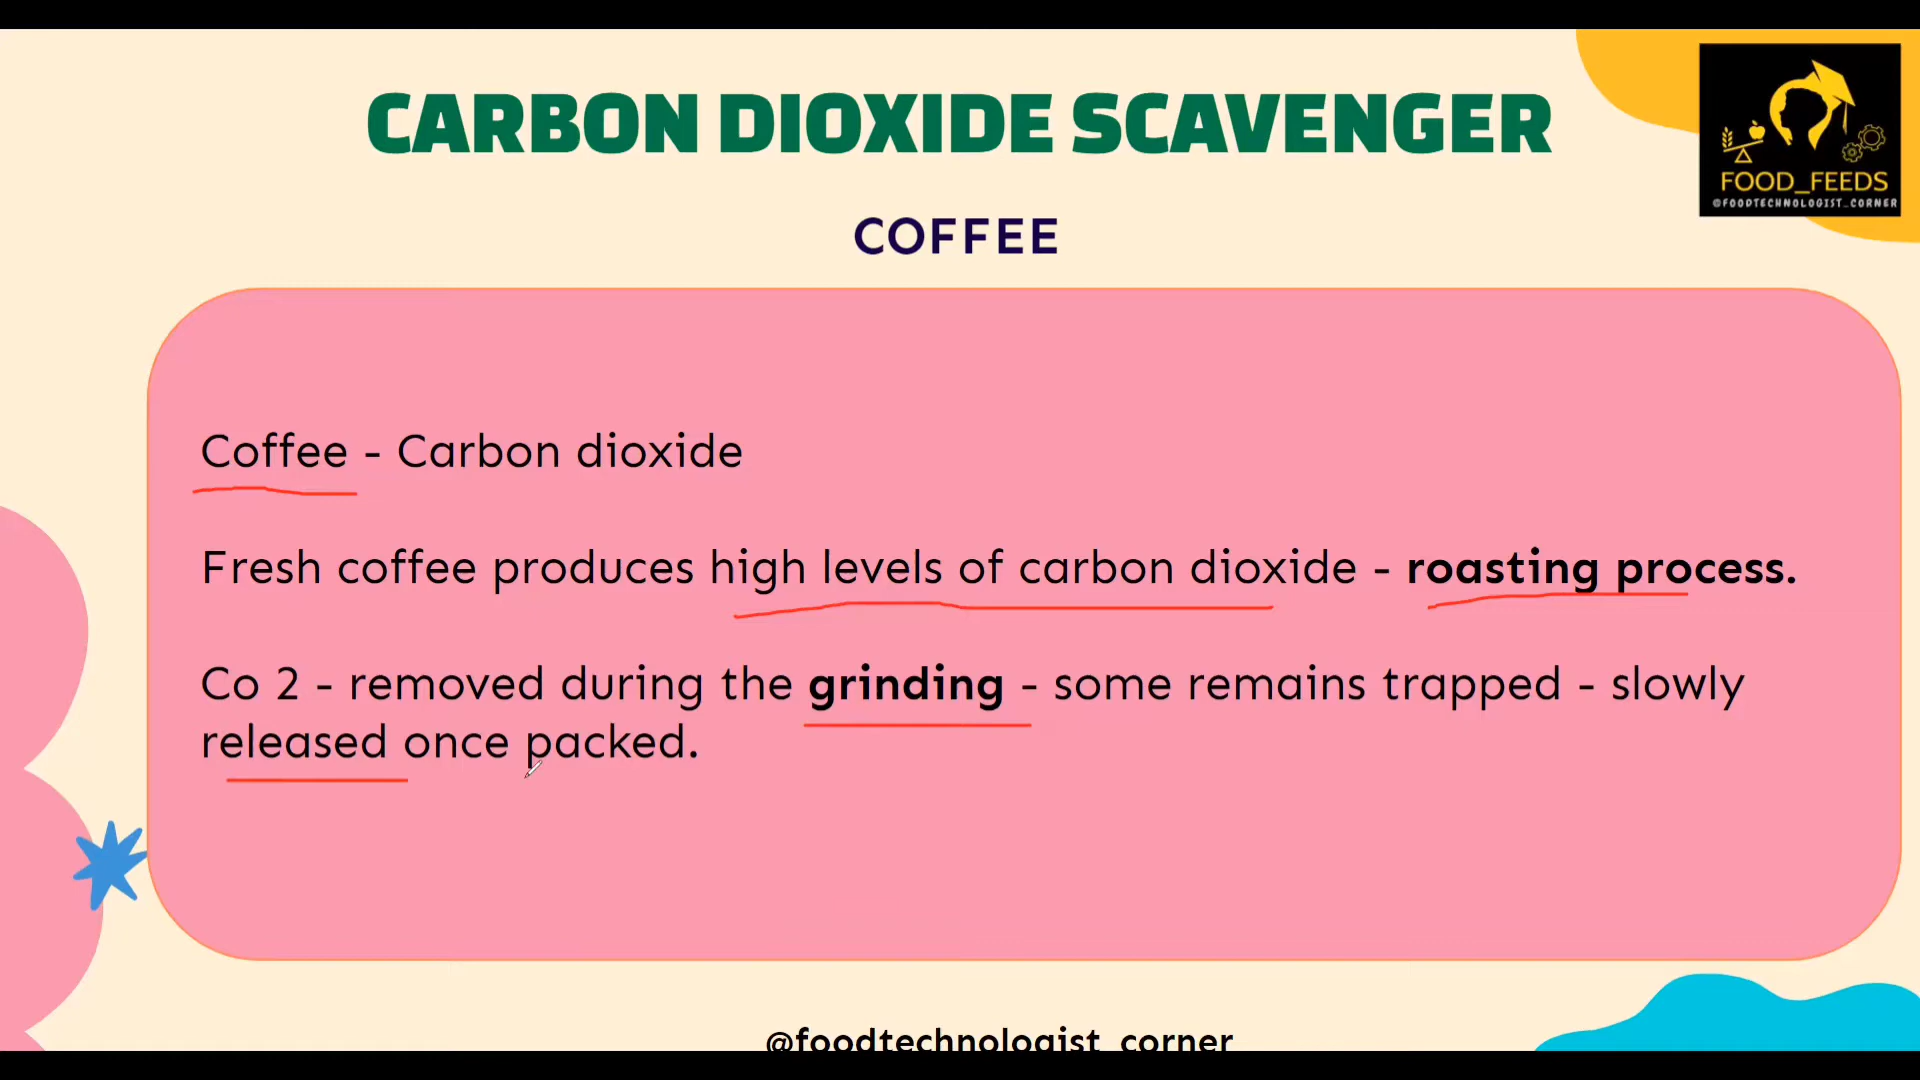 CARBON DIOXIDE SCAVENGER
FOOD_FEEDS
@FOODTECHNOLOGIST_CORNER
COFFEE
Coffee - Carbon dioxide
Fresh coffee produces high levels of carbon dioxide - roasting process.
Co 2 - removed during the grinding - some remains trapped - slowly
released once packed.
@foodtechnologist_corner